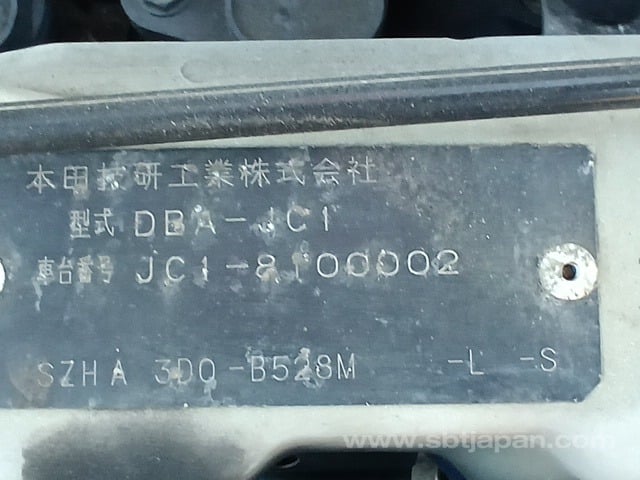 本田技研工業株式会社
型式 DBA-JC1
車台番号 JC1-8100002
SZHA 3D0-B528M -L -S
www.sbtjapan.com